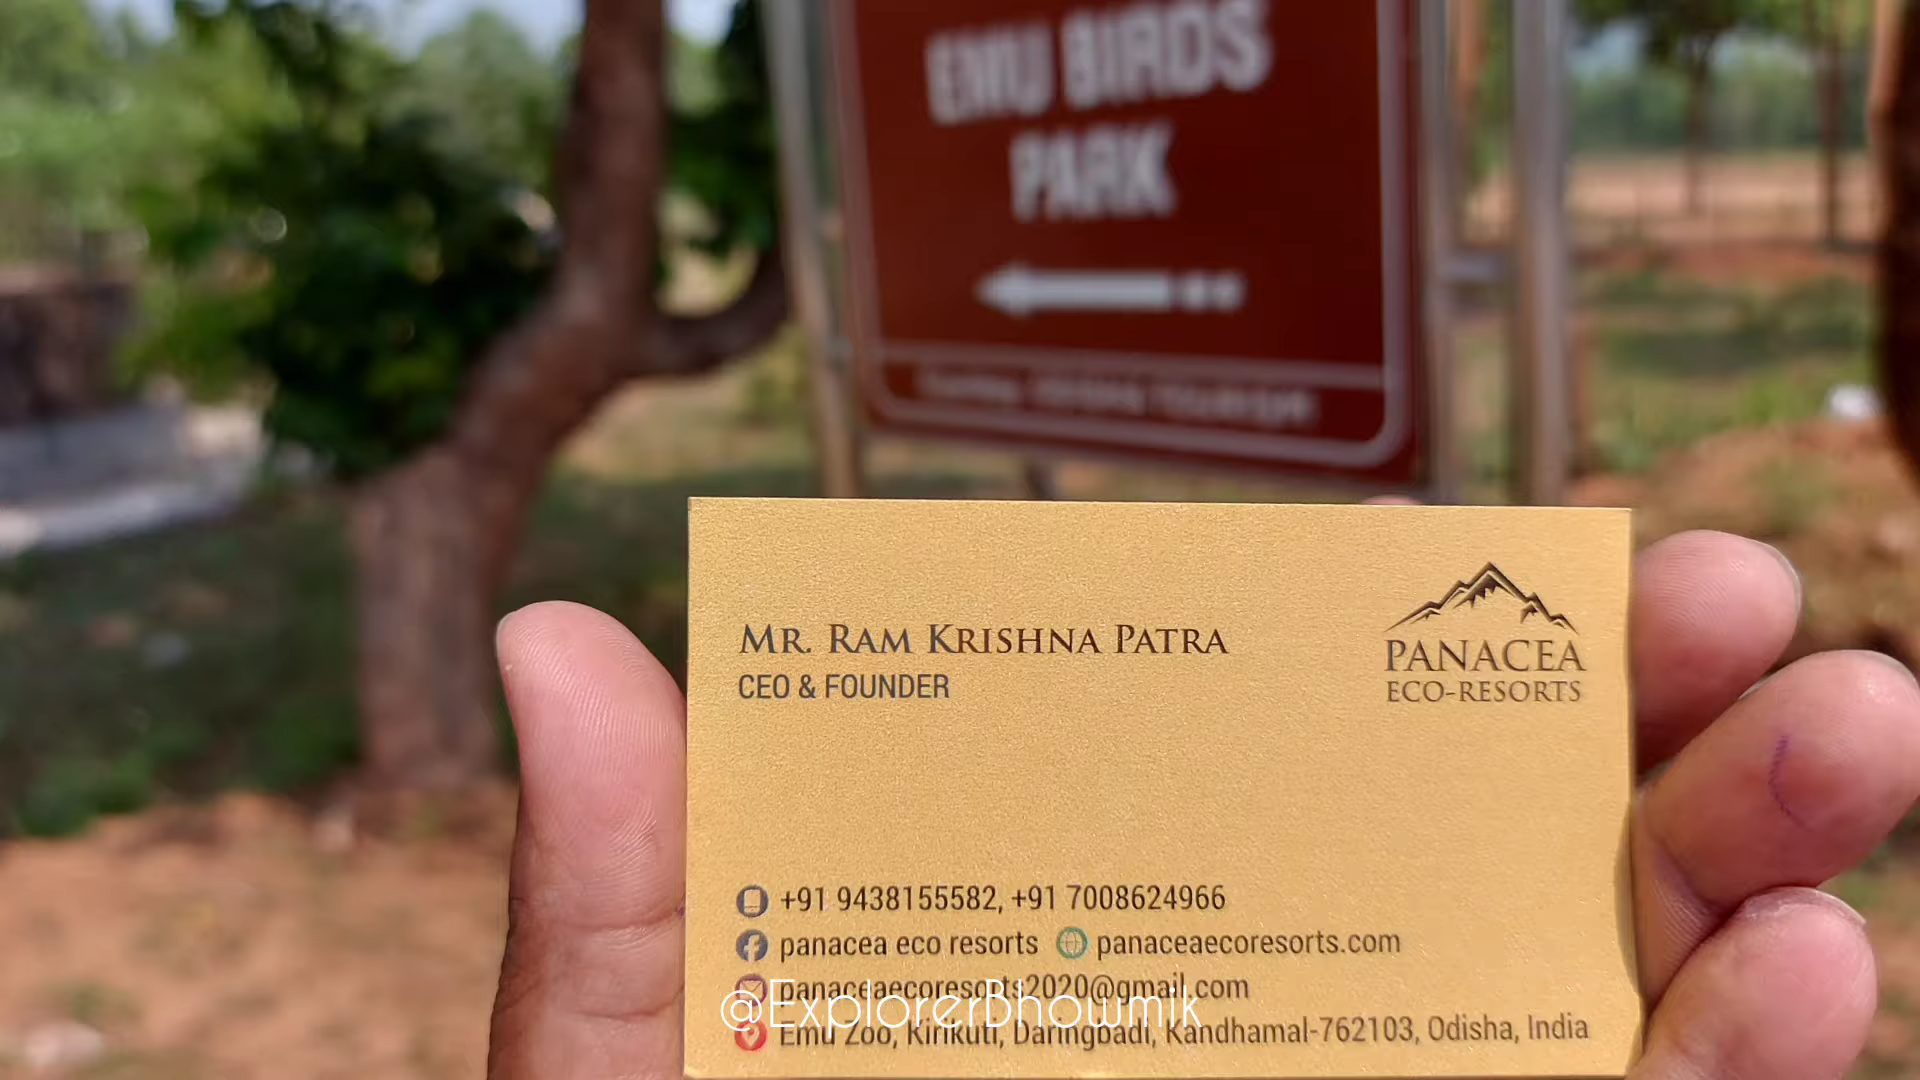 EMU BIRDS
PARK
MR. RAM KRISHNA PATRA
CEO & FOUNDER
PANACEA
ECO-RESORTS
+91 9438155582, +91 7008624966
panacea eco resorts panaceaecoresorts.com
panaceaecoresorts2020@gmail.com
@ExplorerBhowmik
Emu Zoo, Kirikuti, Daringbadi, Kandhamal-762103, Odisha, India